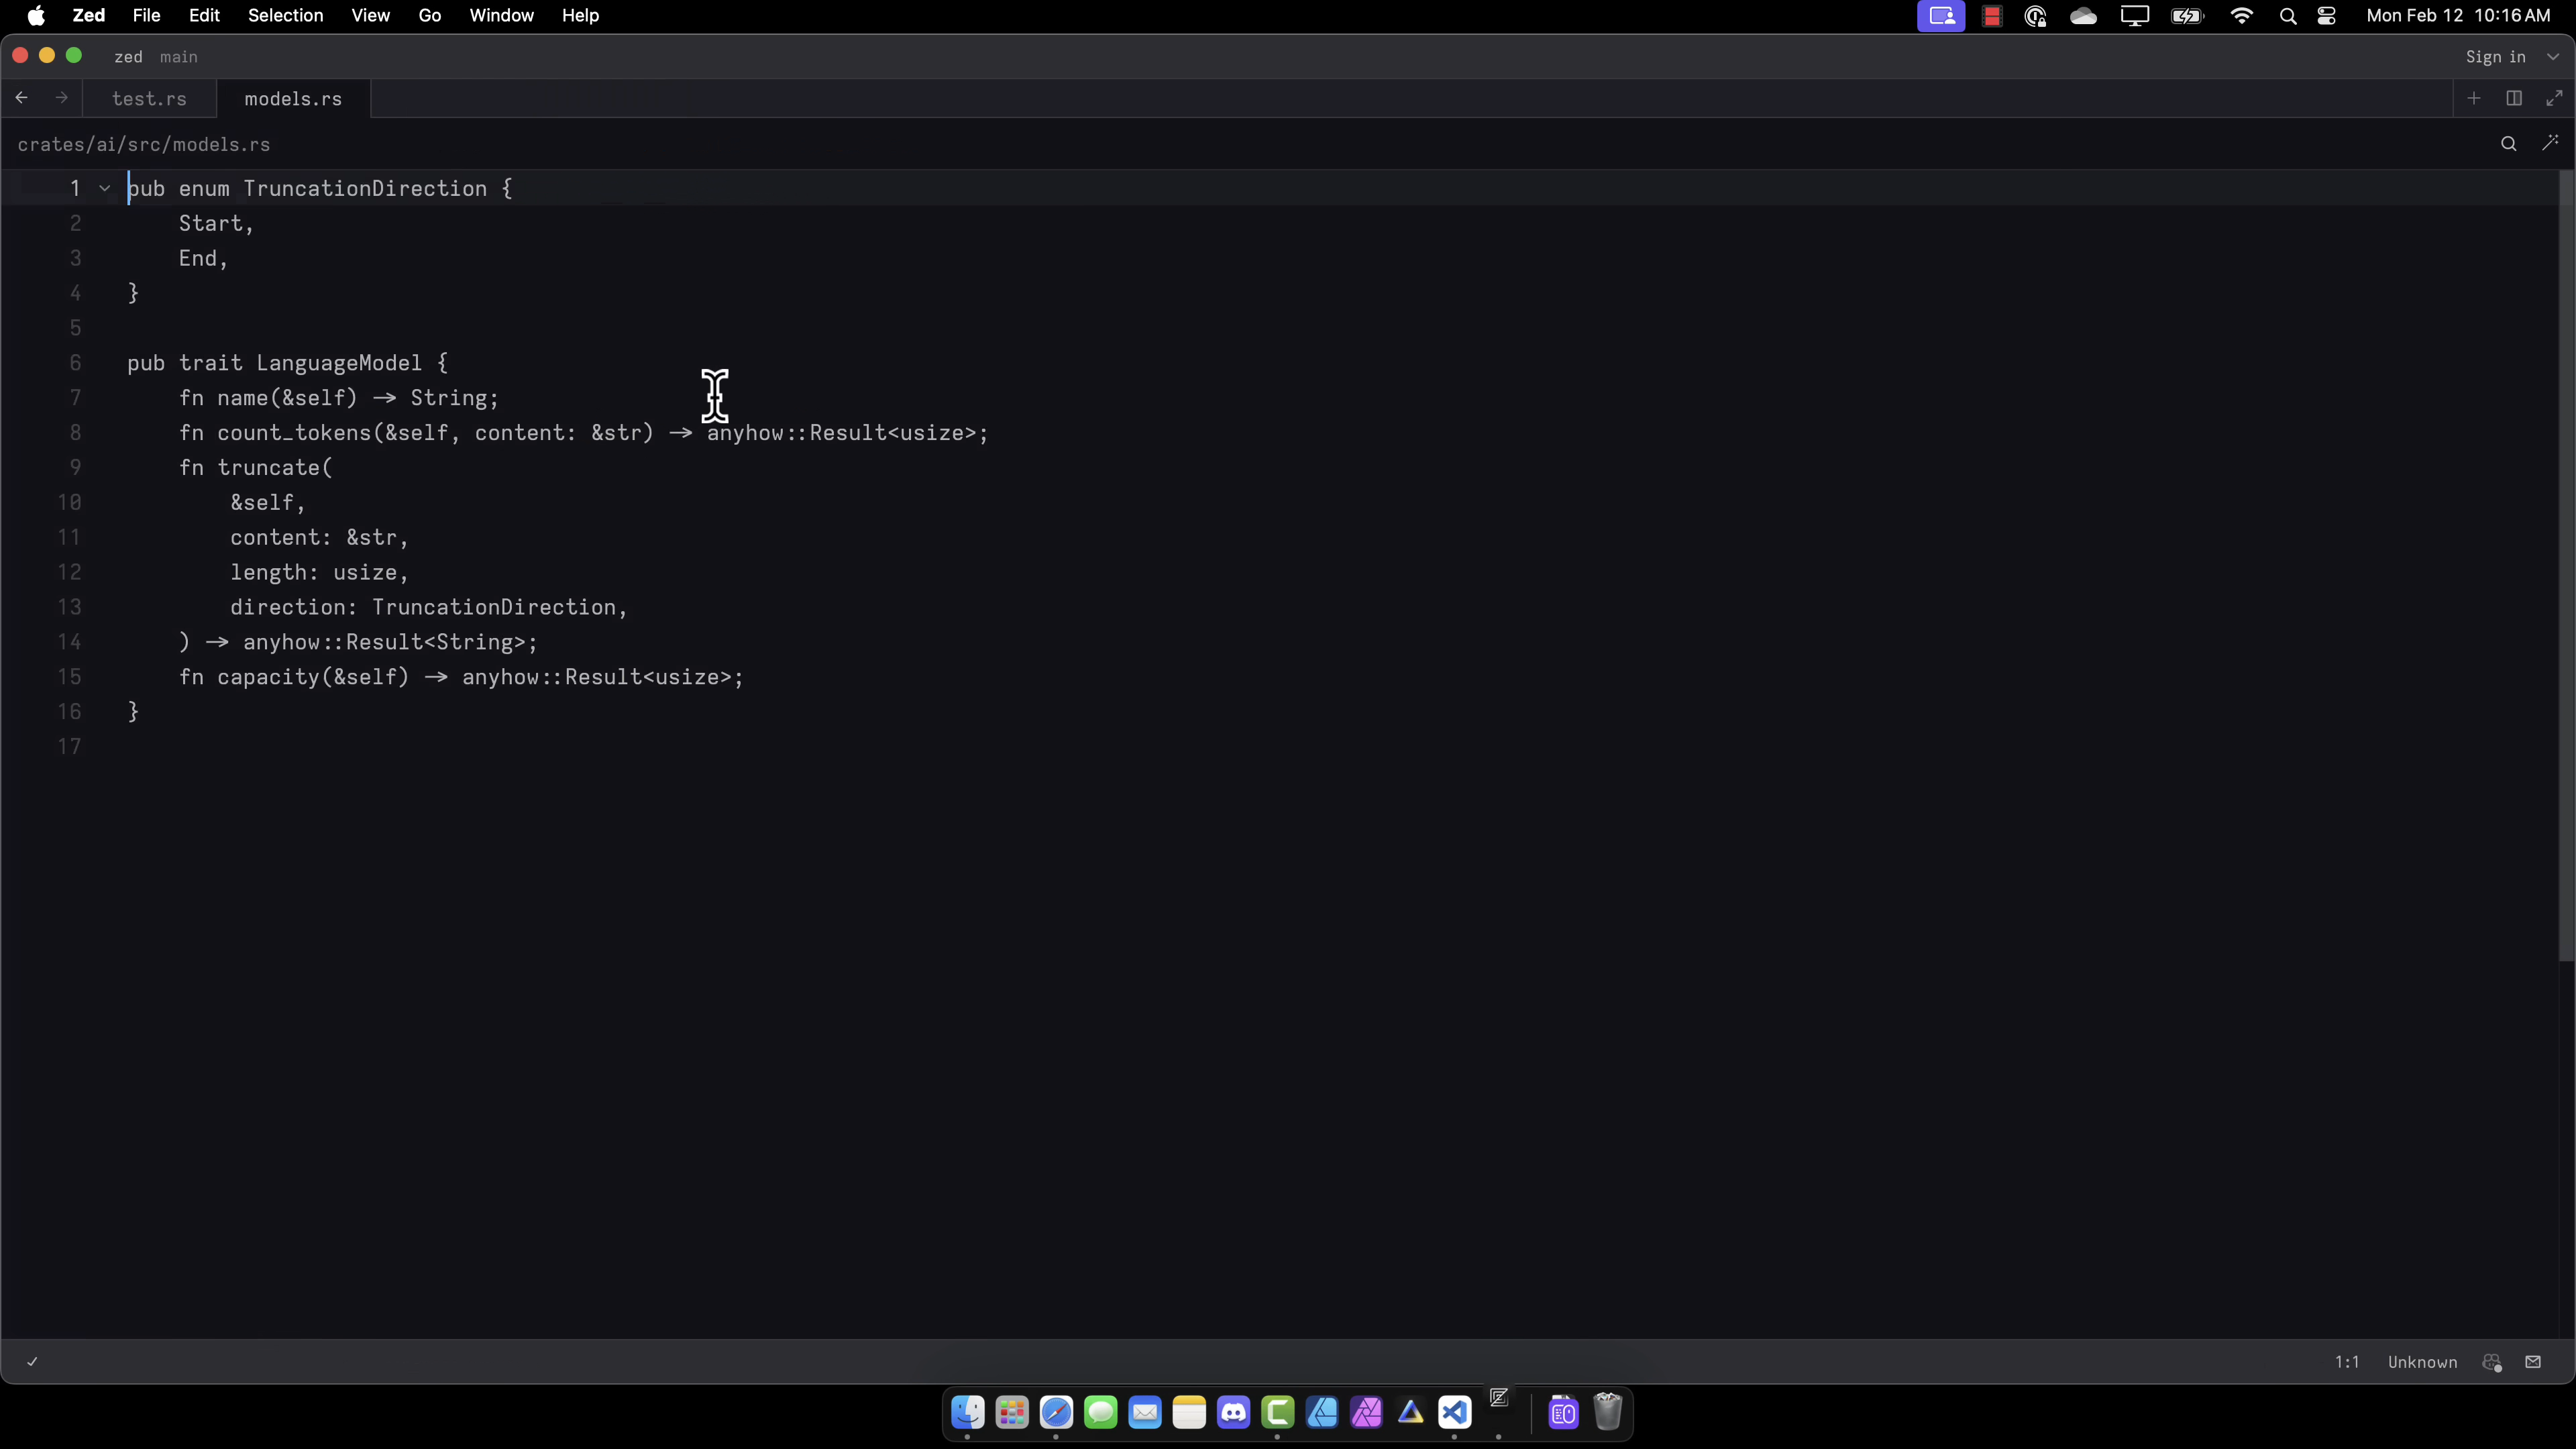 Zed File Edit Selection View Go Window Help Mon Feb 12 10:16 AM
zed main Sign in
test.rs models.rs
crates/ai/src/models.rs
1 pub enum TruncationDirection {
2 Start,
3 End,
4 }
5
6 pub trait LanguageModel {
7 fn name(&self) -> String;
8 fn count_tokens(&self, content: &str) -> anyhow::Result<usize>;
9 fn truncate(
10 &self,
11 content: &str,
12 length: usize,
13 direction: TruncationDirection,
14 ) -> anyhow::Result<String>;
15 fn capacity(&self) -> anyhow::Result<usize>;
16 }
17
1:1 Unknown